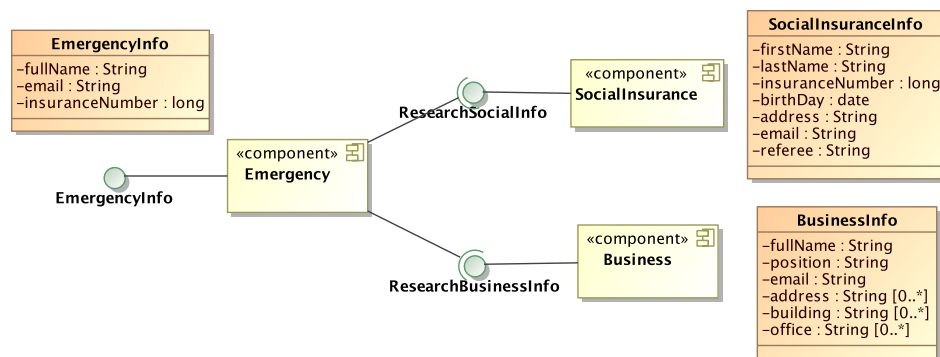 EmergencyInfo
-fullName : String
-email : String
-insuranceNumber : long
EmergencyInfo
«component»
Emergency
ResearchSocialInfo
«component»
SocialInsurance
ResearchBusinessInfo
«component»
Business
SocialInsuranceInfo
-firstName : String
-lastName : String
-insuranceNumber : long
-birthDay : date
-address : String
-email : String
-referee : String
BusinessInfo
-fullName : String
-position : String
-email : String
-address : String [0..*]
-building : String [0..*]
-office : String [0..*]